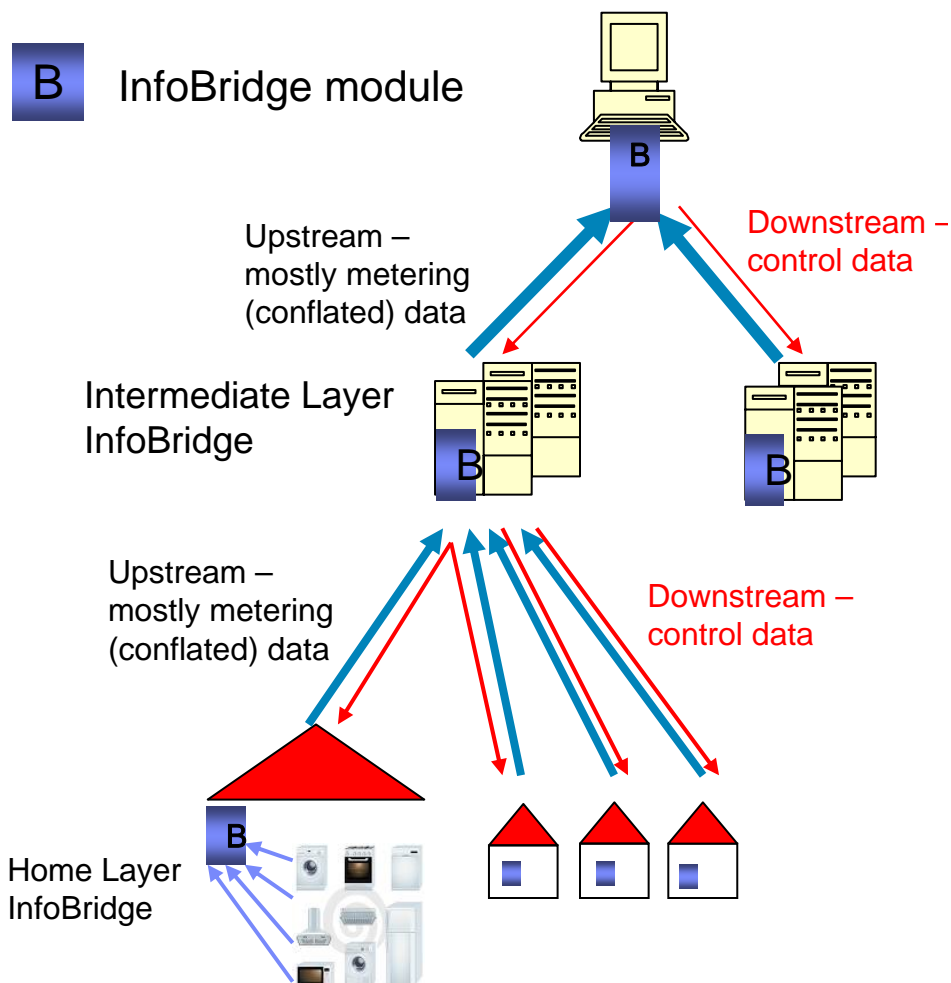 B
InfoBridge module
B
Upstream –
mostly metering
(conflated) data
Downstream –
control data
Intermediate Layer
InfoBridge
B
B
Upstream –
mostly metering
(conflated) data
Downstream –
control data
B
Home Layer
InfoBridge